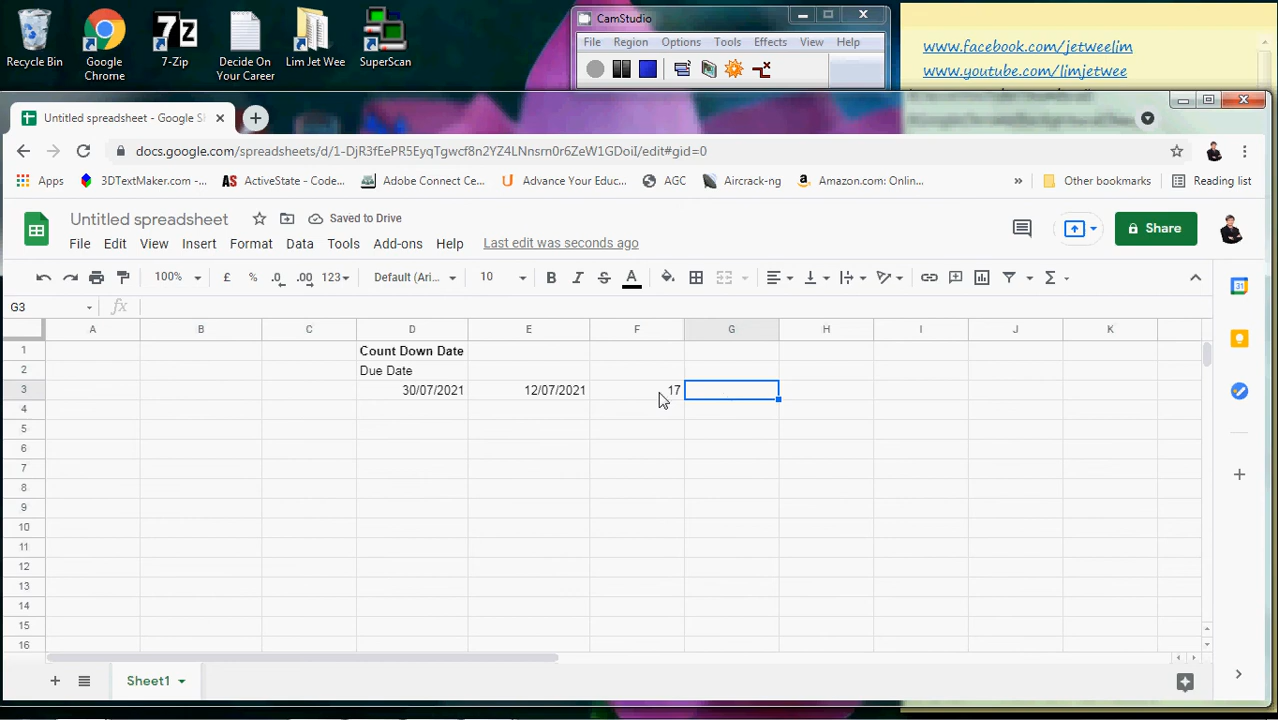 CamStudio
File Region Options Tools Effects View Help
www.facebook.com/jetweelim
www.youtube.com/limjetwee
Recycle Bin
Google Chrome
7-Zip
Decide On Your Career
Lim Jet Wee
SuperScan
Untitled spreadsheet - Google Sh
docs.google.com/spreadsheets/d/1-DjR3fEePR5EyqTgwcf8n2YZ4LNnsrn0r6ZeW1GDoiI/edit#gid=0
Apps 3DTextMaker.com -... ActiveState - Code... Adobe Connect Ce... Advance Your Educ... AGC Aircrack-ng Amazon.com: Onlin... » Other bookmarks Reading list
Untitled spreadsheet Saved to Drive
Share
File Edit View Insert Format Data Tools Add-ons Help Last edit was seconds ago
100% £ % .0 .00 123 Default (Ari... 10 B I S A Σ
G3 fx
A B C D E F G H I J K
1 Count Down Date
2 Due Date
3 30/07/2021 12/07/2021 17
4
5
6
7
8
9
10
11
12
13
14
15
16
Sheet1